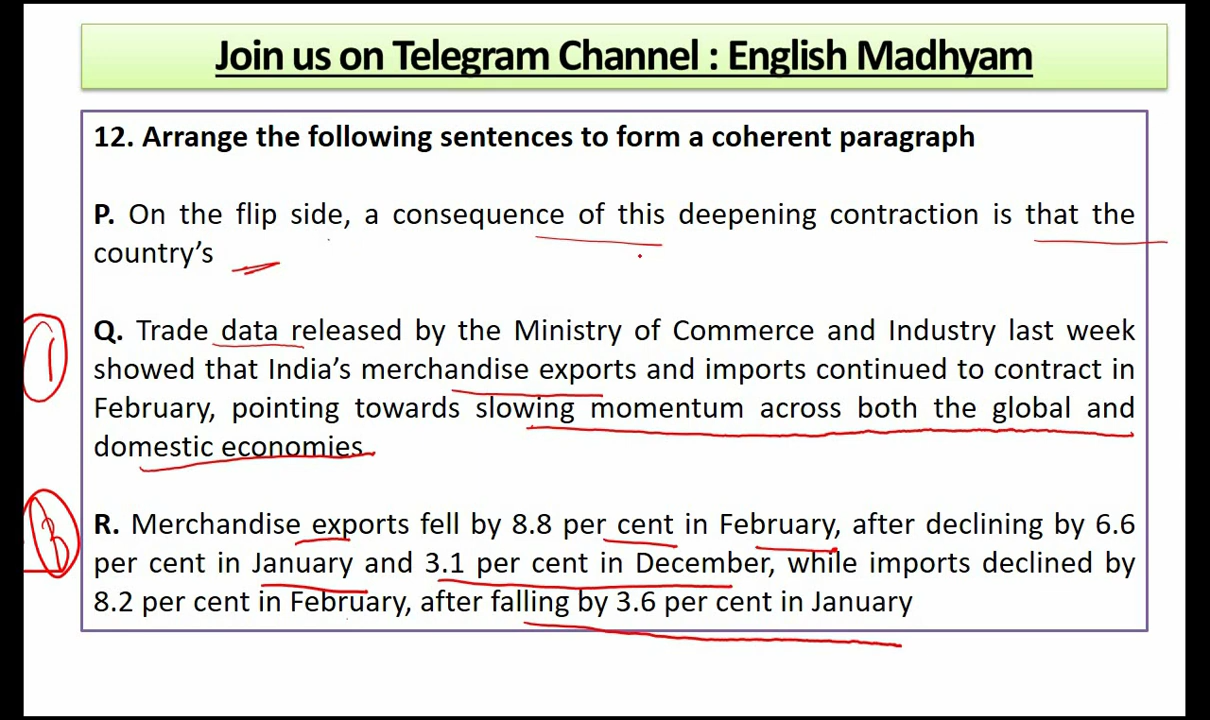 Join us on Telegram Channel : English Madhyam
12. Arrange the following sentences to form a coherent paragraph
P. On the flip side, a consequence of this deepening contraction is that the
country’s
Q. Trade data released by the Ministry of Commerce and Industry last week
1
showed that India’s merchandise exports and imports continued to contract in
February, pointing towards slowing momentum across both the global and
domestic economies.
R. Merchandise exports fell by 8.8 per cent in February, after declining by 6.6
3
per cent in January and 3.1 per cent in December, while imports declined by
8.2 per cent in February, after falling by 3.6 per cent in January